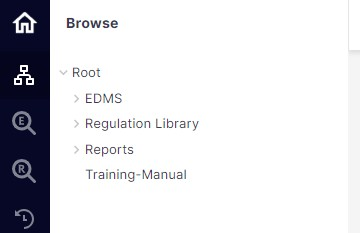 Browse
Root
EDMS
E
Regulation Library
Reports
R
Training-Manual